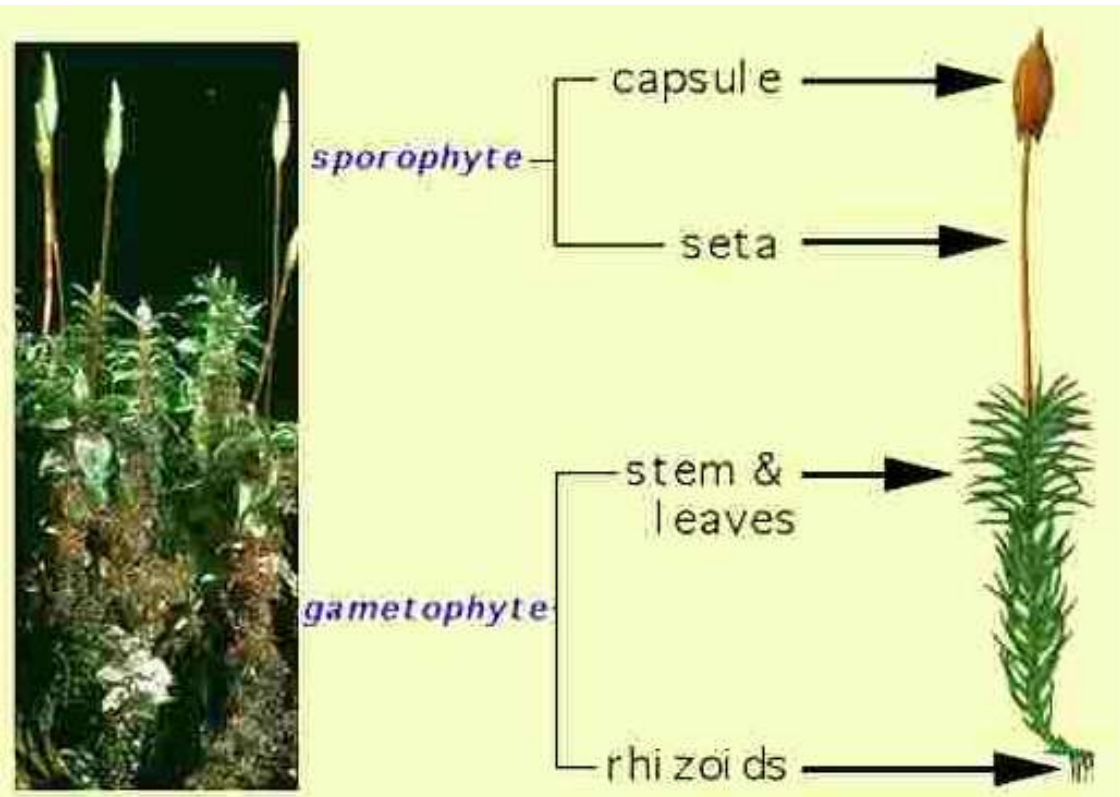 capsule
sporophyte
seta
stem &
leaves
gametophyte
rhizoids